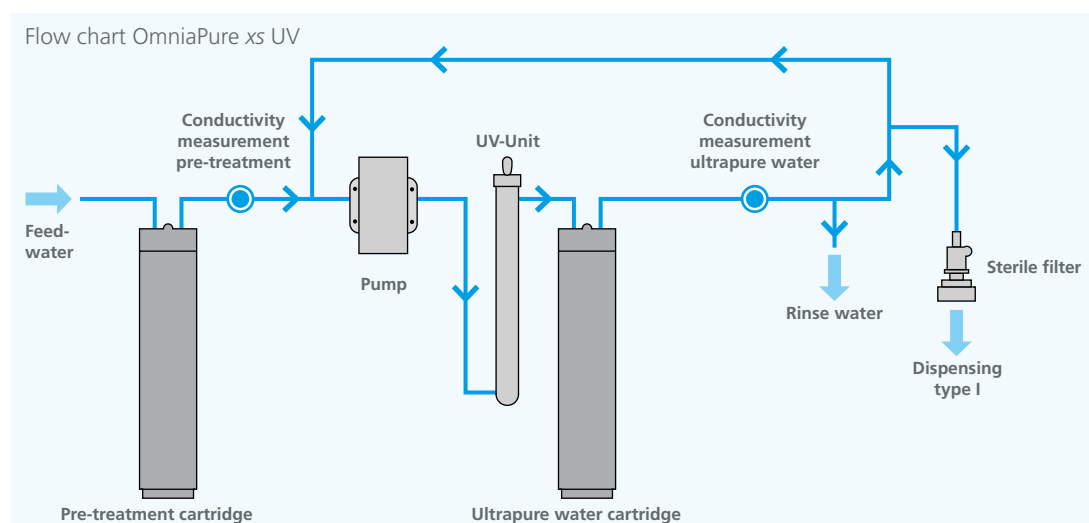 Flow chart OmniaPure xs UV
Conductivity
measurement
pre-treatment
UV-Unit
Conductivity
measurement
ultrapure water
Feed-
water
Pump
Sterile filter
Rinse water
Dispensing
type I
Pre-treatment cartridge
Ultrapure water cartridge